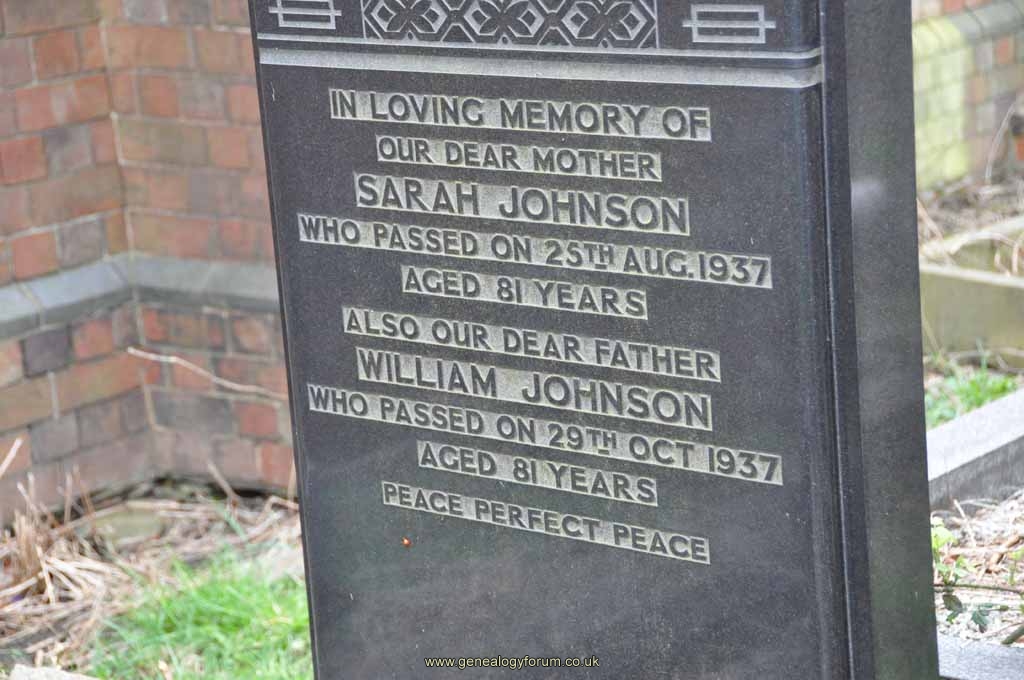 IN LOVING MEMORY OF
OUR DEAR MOTHER
SARAH JOHNSON
WHO PASSED ON 25TH AUG. 1937
AGED 81 YEARS
ALSO OUR DEAR FATHER
WILLIAM JOHNSON
WHO PASSED ON 29TH OCT 1937
AGED 81 YEARS
PEACE PERFECT PEACE
www.genealogyforum.co.uk